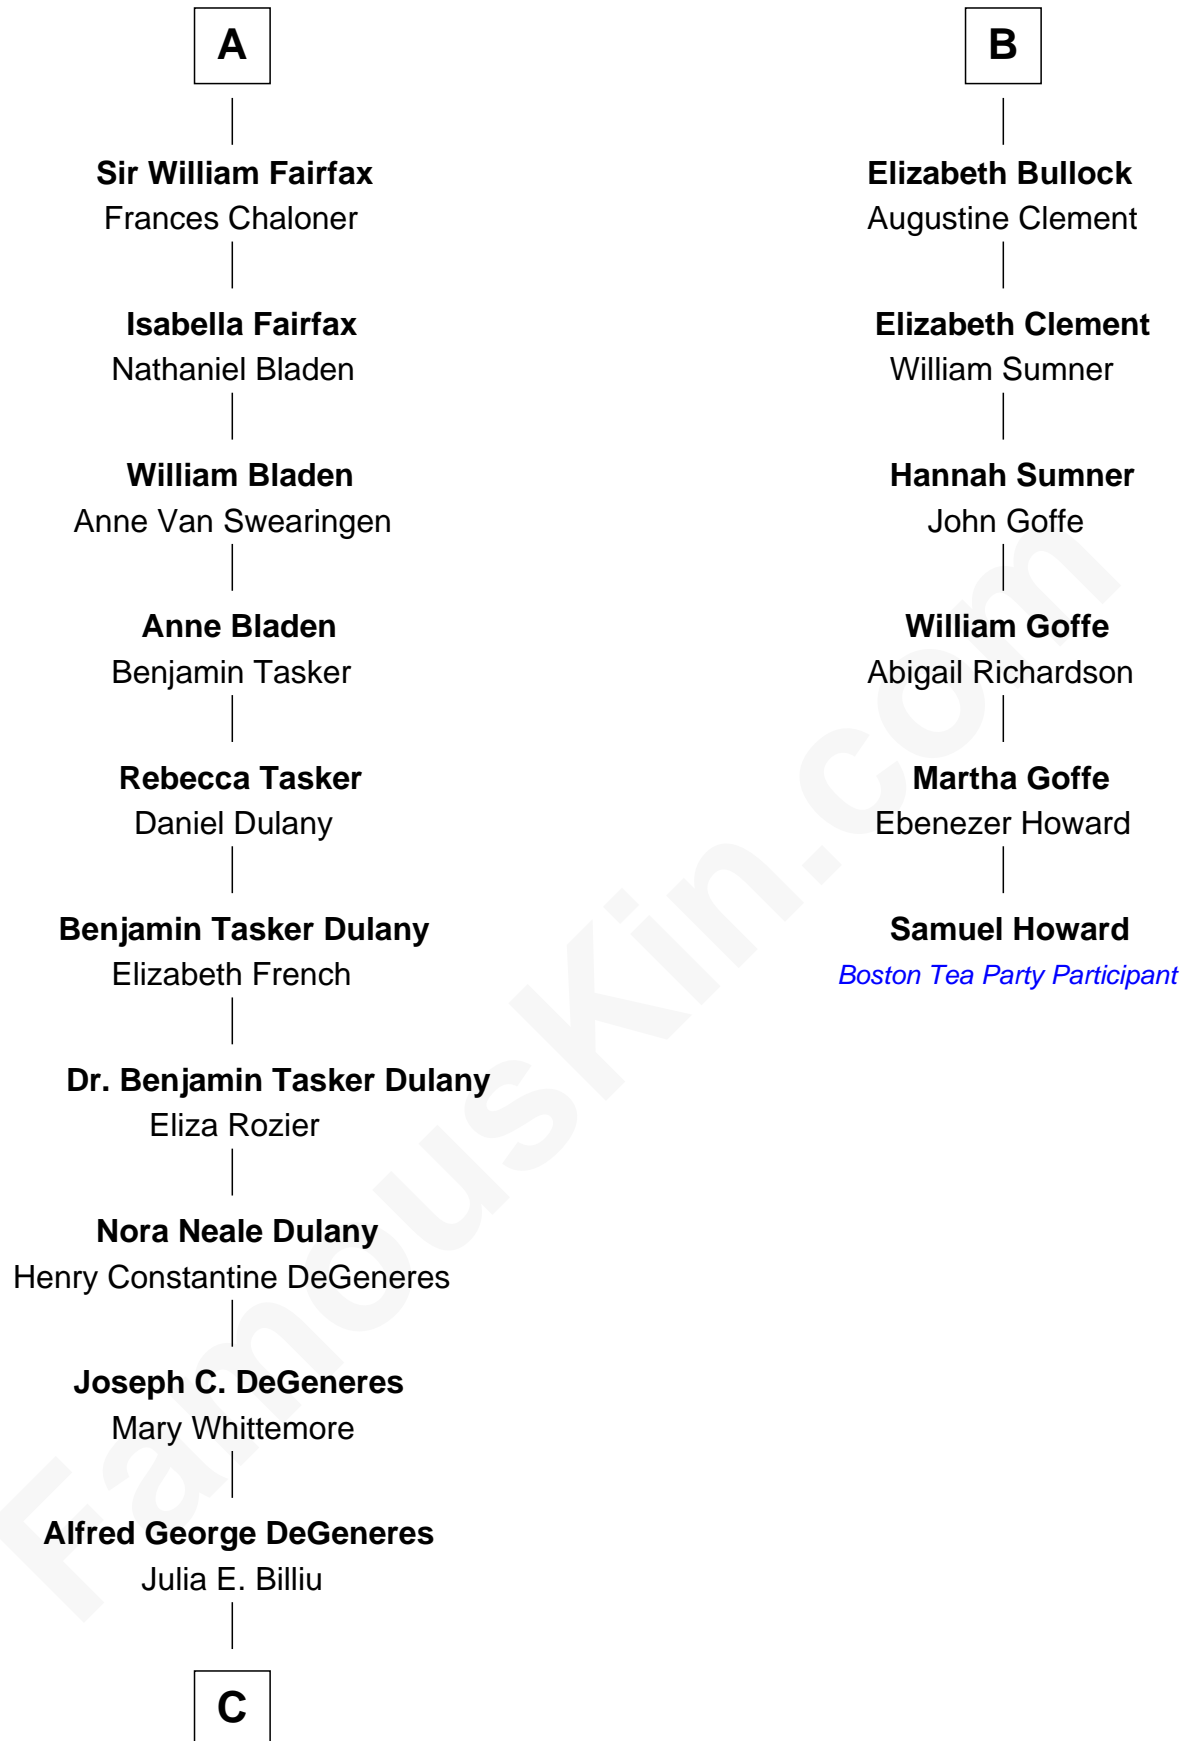 A
Sir William Fairfax
Frances Chaloner
Isabella Fairfax
Nathaniel Bladen
William Bladen
Anne Van Swearingen
Anne Bladen
Benjamin Tasker
Rebecca Tasker
Daniel Dulany
Benjamin Tasker Dulany
Elizabeth French
Dr. Benjamin Tasker Dulany
Eliza Rozier
Nora Neale Dulany
Henry Constantine DeGeneres
Joseph C. DeGeneres
Mary Whittemore
Alfred George DeGeneres
Julia E. Billiu
C
B
Elizabeth Bullock
Augustine Clement
Elizabeth Clement
William Sumner
Hannah Sumner
John Goffe
William Goffe
Abigail Richardson
Martha Goffe
Ebenezer Howard
Samuel Howard
Boston Tea Party Participant
FamousKin.com